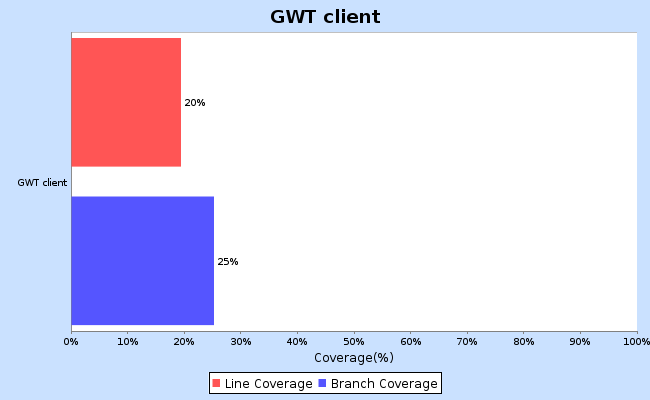 GWT client
20%
GWT client
25%
0% 10% 20% 30% 40% 50% 60% 70% 80% 90% 100%
Coverage(%)
Line Coverage Branch Coverage